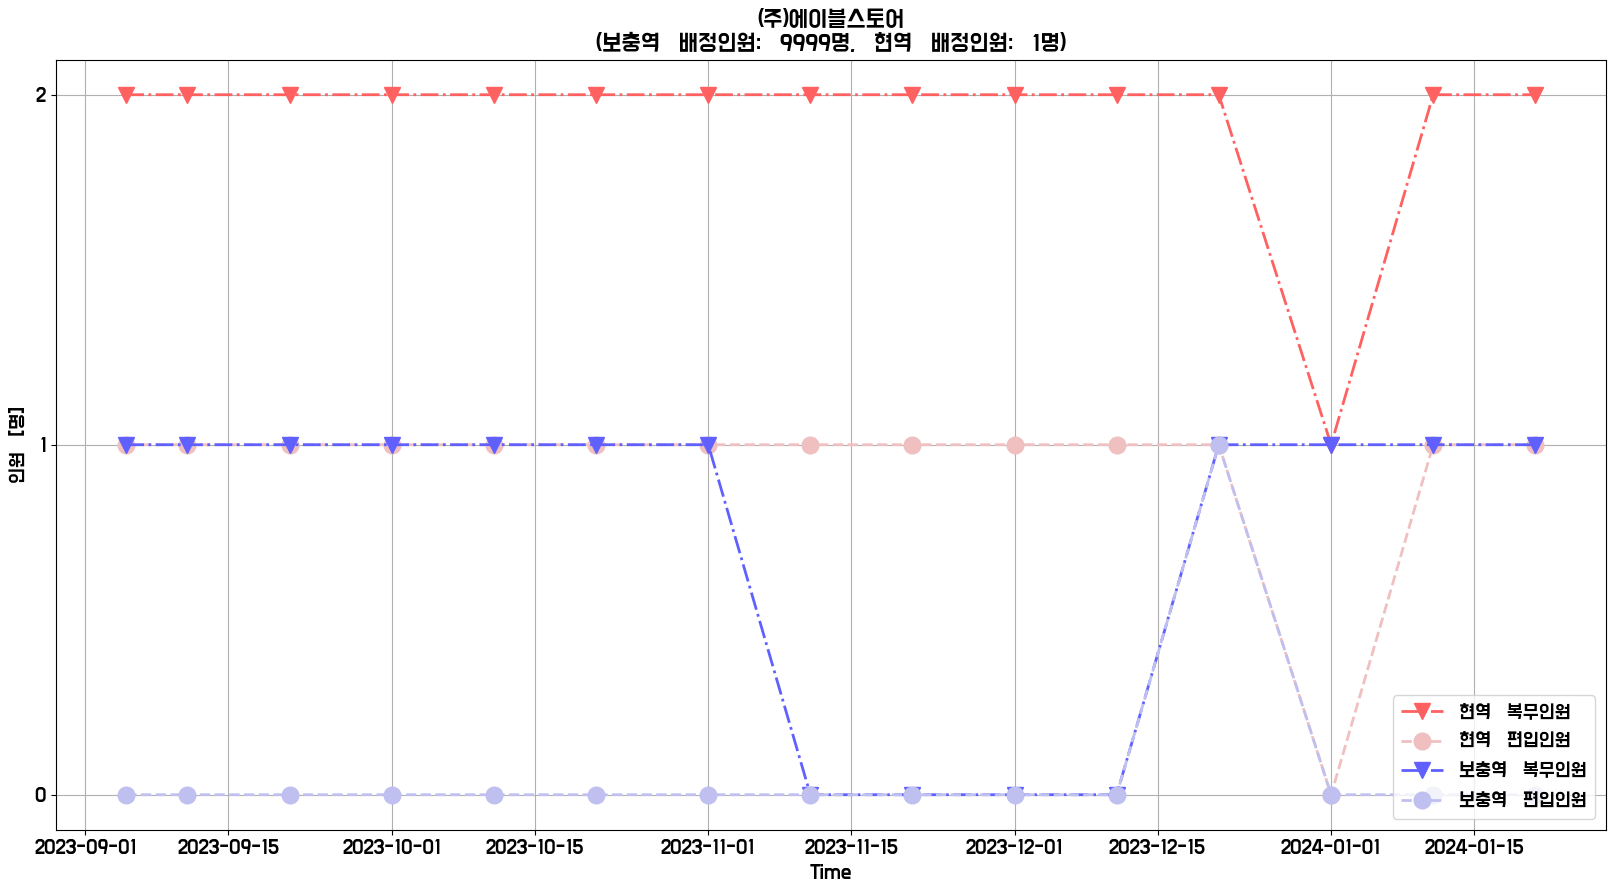 (주)에이블스토어
(보충역 배정인원: 9999명, 현역 배정인원: 1명)
인원 [명]
2
1
0
2023-09-01 2023-09-15 2023-10-01 2023-10-15 2023-11-01 2023-11-15 2023-12-01 2023-12-15 2024-01-01 2024-01-15
Time
현역 복무인원
현역 편입인원
보충역 복무인원
보충역 편입인원